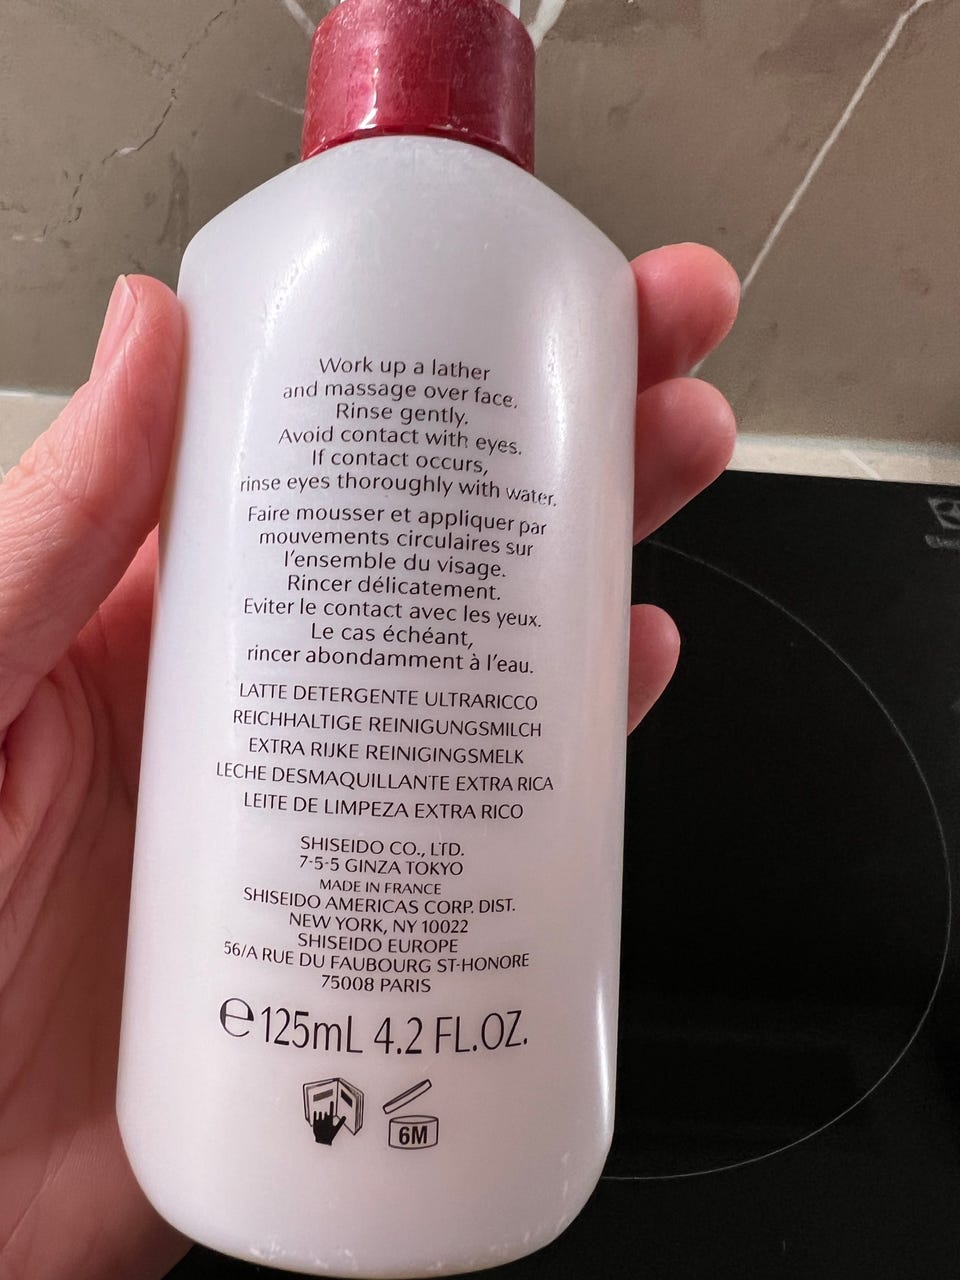 Work up a lather
and massage over face.
Rinse gently.
Avoid contact with eyes.
If contact occurs,
rinse eyes thoroughly with water.
Faire mousser et appliquer par
mouvements circulaires sur
l'ensemble du visage.
Rincer délicatement.
Eviter le contact avec les yeux.
Le cas échéant,
rincer abondamment à l'eau.
LATTE DETERGENTE ULTRARICCO
REICHHALTIGE REINIGUNGSMILCH
EXTRA RIJKE REINIGINGSMELK
LECHE DESMAQUILLANTE EXTRA RICA
LEITE DE LIMPEZA EXTRA RICO
SHISEIDO CO., LTD.
7-5-5 GINZA TOKYO
MADE IN FRANCE
SHISEIDO AMERICAS CORP. DIST.
NEW YORK, NY 10022
SHISEIDO EUROPE
56/A RUE DU FAUBOURG ST-HONORE
75008 PARIS
℮125mL 4.2 FL.OZ.
6M